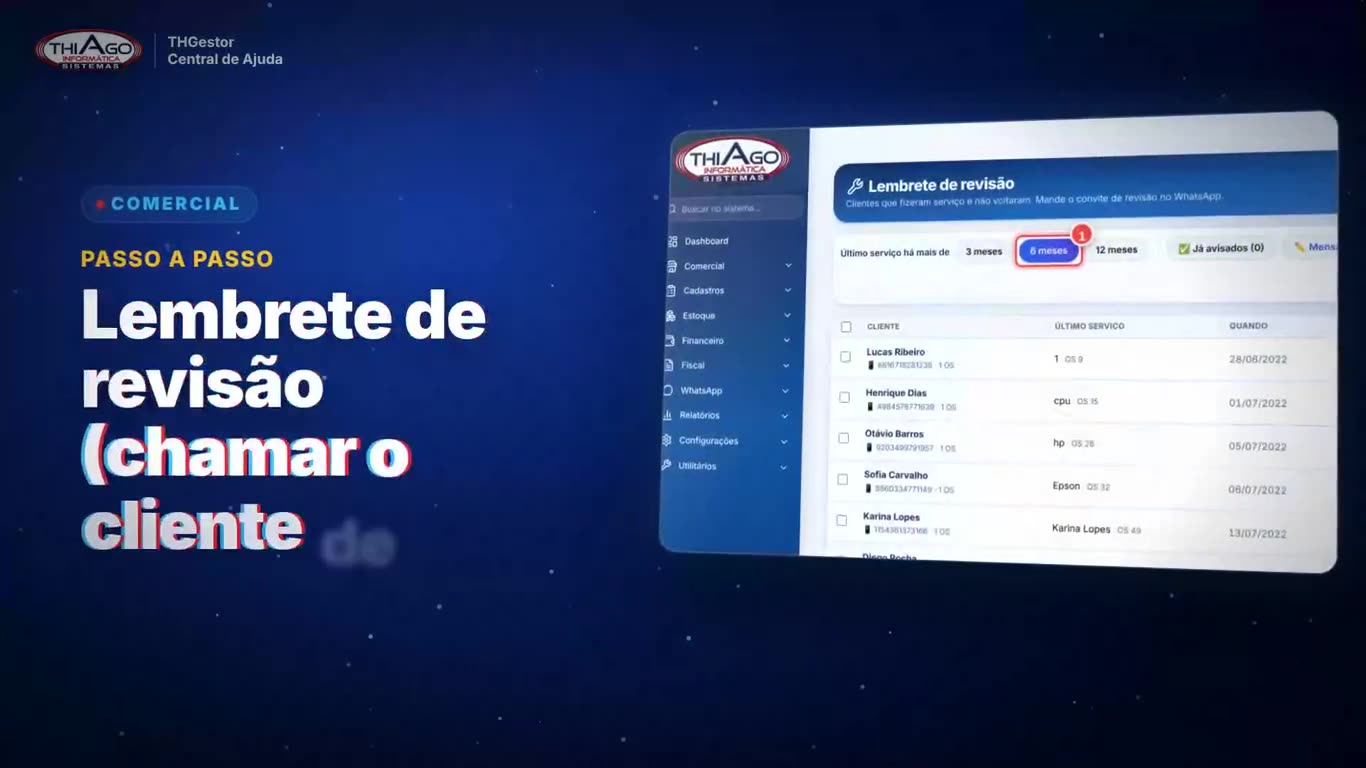 THIAGO
INFORMÁTICA
SISTEMAS
THGestor
Central de Ajuda
COMERCIAL
PASSO A PASSO
Lembrete de
revisão
(chamar o
cliente de
THIAGO
INFORMÁTICA
SISTEMAS
Buscar no sistema...
Dashboard
Comercial
Cadastros
Estoque
Financeiro
Fiscal
WhatsApp
Relatórios
Configurações
Utilitários
Lembrete de revisão
Clientes que fizeram serviço e não voltaram. Mande o convite de revisão no WhatsApp.
Último serviço há mais de 3 meses 6 meses 1 12 meses Já avisados (0) Mensa
CLIENTE ÚLTIMO SERVIÇO QUANDO
Lucas Ribeiro 1 OS 9 28/06/2022
1 OS
Henrique Dias cpu OS 15 01/07/2022
1 OS
Otávio Barros hp OS 26 05/07/2022
1 OS
Sofia Carvalho Epson OS 32 06/07/2022
1 OS
Karina Lopes Karina Lopes OS 49 13/07/2022
1 OS
Diego Rocha